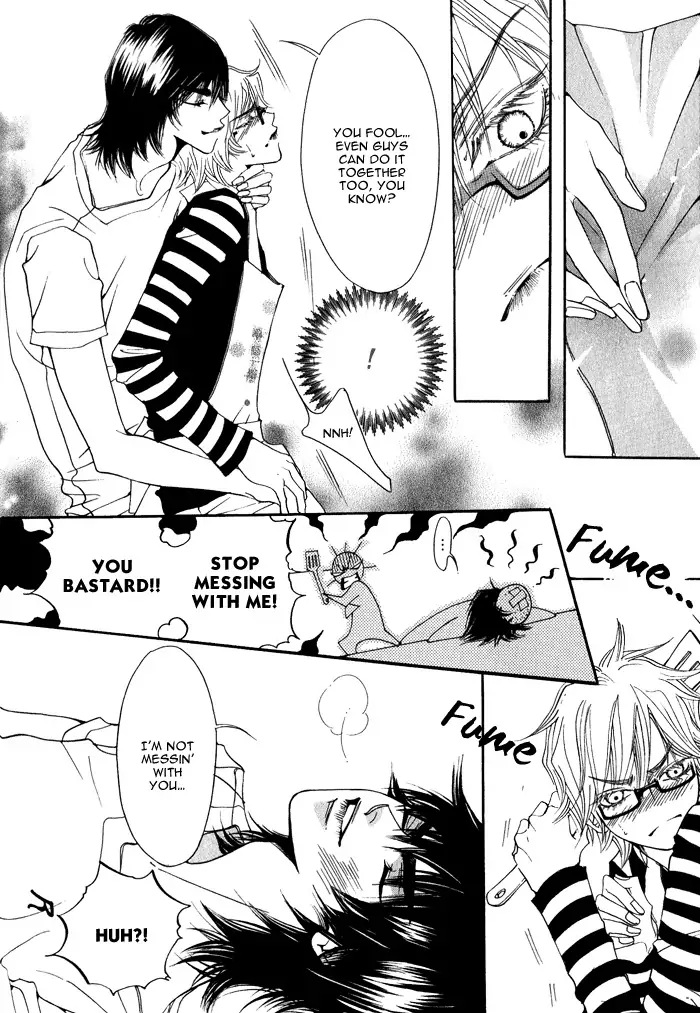 YOU FOOL...
EVEN GUYS
CAN DO IT
TOGETHER
TOO, YOU
KNOW?
!
NNH!
Fume...
...
STOP
MESSING
WITH ME!
YOU
BASTARD!!
Fume
I'M NOT
MESSIN'
WITH
YOU...
HUH?!